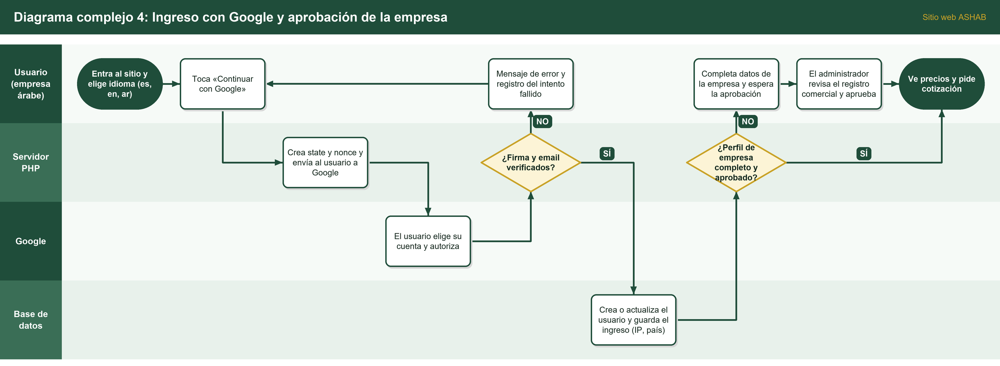 Diagrama complejo 4: Ingreso con Google y aprobación de la empresa
Sitio web ASHAB
Usuario
(empresa
árabe)
Entra al sitio y
elige idioma (es,
en, ar)
Toca «Continuar
con Google»
Mensaje de error y
registro del intento
fallido
Completa datos de
la empresa y espera
la aprobación
El administrador
revisa el registro
comercial y aprueba
Ve precios y pide
cotización
NO
NO
Servidor
PHP
Crea state y nonce y
envía al usuario a
Google
¿Firma y email
verificados?
SÍ
¿Perfil de
empresa
completo y
aprobado?
SÍ
Google
El usuario elige su
cuenta y autoriza
Base de
datos
Crea o actualiza el
usuario y guarda el
ingreso (IP, país)